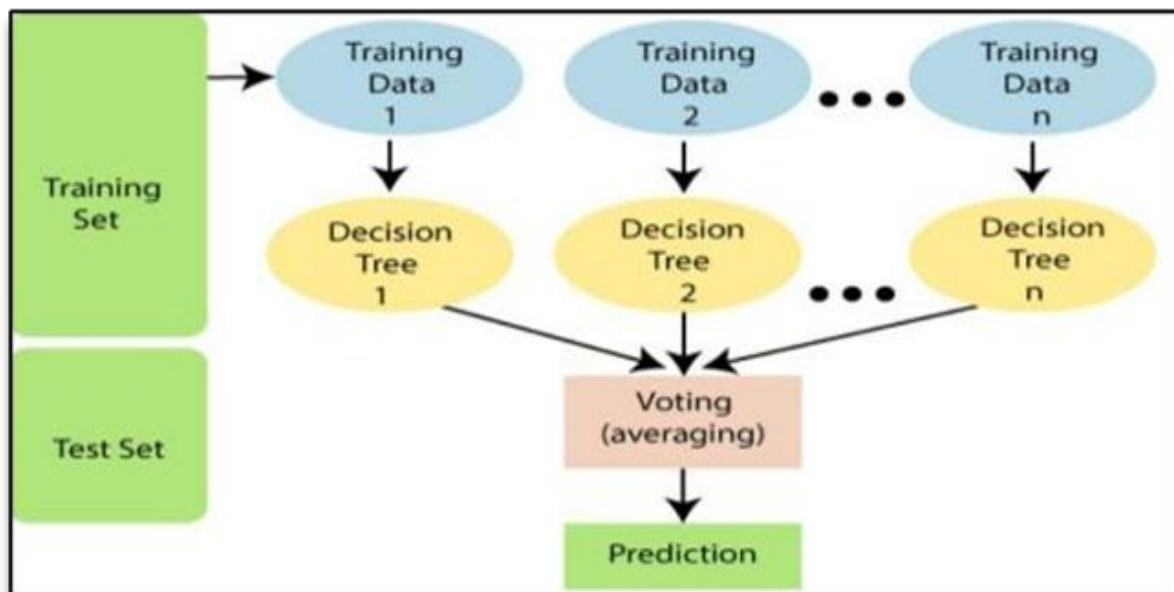 Training
Set
Test Set
Training
Data
1
Training
Data
2
Training
Data
n
Decision
Tree
1
Decision
Tree
2
Decision
Tree
n
Voting
(averaging)
Prediction